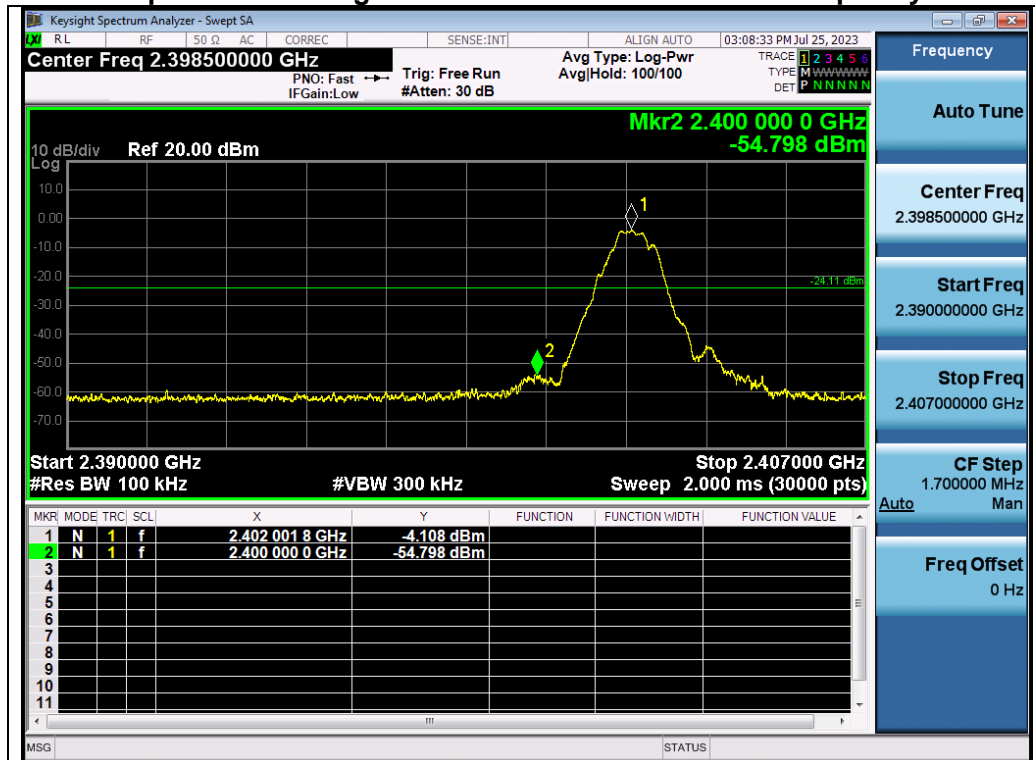 Keysight Spectrum Analyzer - Swept SA
LXI RL RF 50 Ω AC CORREC SENSE:INT ALIGN AUTO 03:08:33 PM Jul 25, 2023
Center Freq 2.398500000 GHz
PNO: Fast
IFGain:Low
Trig: Free Run
#Atten: 30 dB
Avg Type: Log-Pwr
Avg|Hold: 100/100
TRACE 1 2 3 4 5 6
TYPE M WWWWW
DET P N N N N N
Mkr2 2.400 000 0 GHz
-54.798 dBm
10 dB/div Ref 20.00 dBm
Log
10.0
0.00
-10.0
-20.0
-30.0
-40.0
-50.0
-60.0
-70.0
1
-24.11 dBm
2
Start 2.390000 GHz Stop 2.407000 GHz
#Res BW 100 kHz #VBW 300 kHz Sweep 2.000 ms (30000 pts)
MKR MODE TRC SCL X Y FUNCTION FUNCTION WIDTH FUNCTION VALUE
1 N 1 f 2.402 001 8 GHz -4.108 dBm
2 N 1 f 2.400 000 0 GHz -54.798 dBm
3
4
5
6
7
8
9
10
11
MSG STATUS
Frequency
Auto Tune
Center Freq
2.398500000 GHz
Start Freq
2.390000000 GHz
Stop Freq
2.407000000 GHz
CF Step
1.700000 MHz
Auto Man
Freq Offset
0 Hz